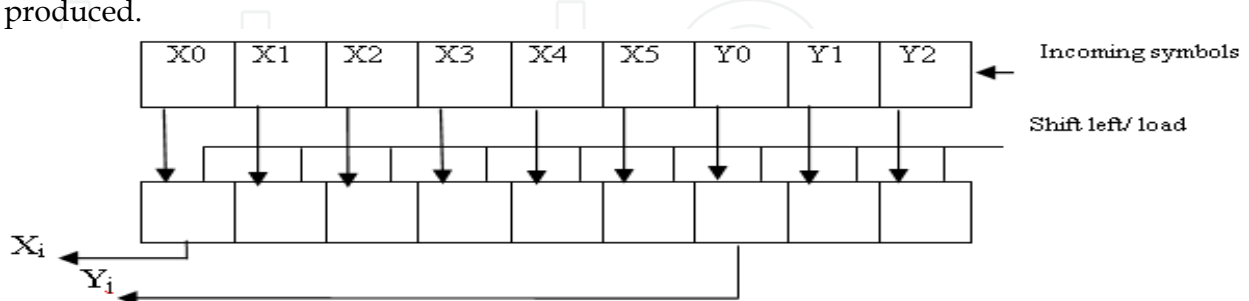 produced.
X0 X1 X2 X3 X4 X5 Y0 Y1 Y2
Incoming symbols
Shift left/ load
Xi
Yi